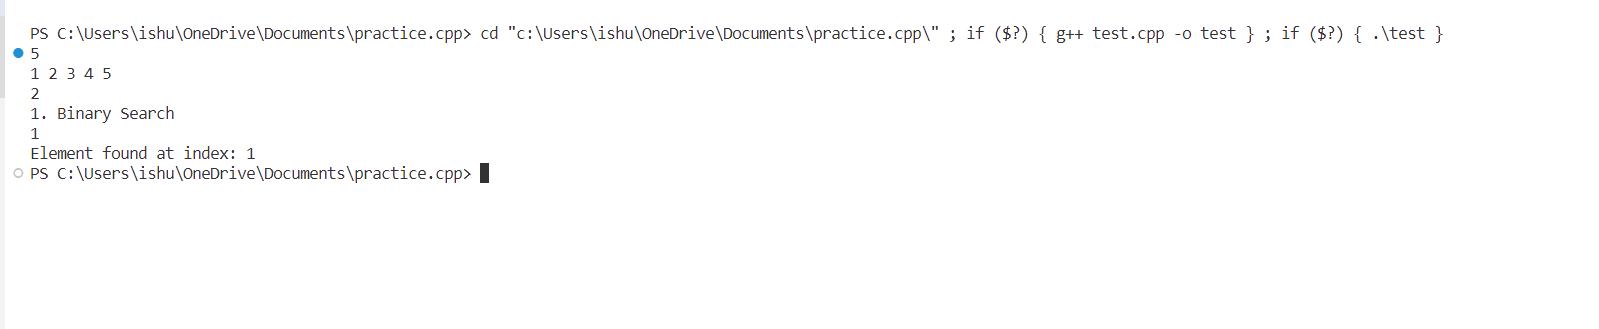 PS C:\Users\ishu\OneDrive\Documents\practice.cpp> cd "c:\Users\ishu\OneDrive\Documents\practice.cpp\" ; if ($?) { g++ test.cpp -o test } ; if ($?) { .\test }
5
1 2 3 4 5
2
1. Binary Search
1
Element found at index: 1
PS C:\Users\ishu\OneDrive\Documents\practice.cpp>